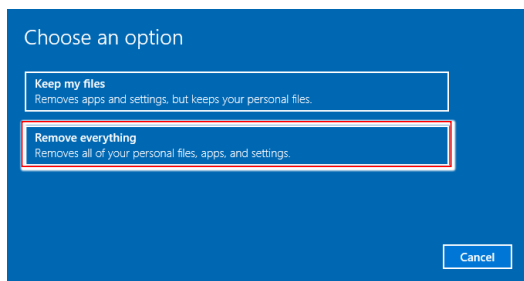 Choose an option
Keep my files
Removes apps and settings, but keeps your personal files.
Remove everything
Removes all of your personal files, apps, and settings.
Cancel